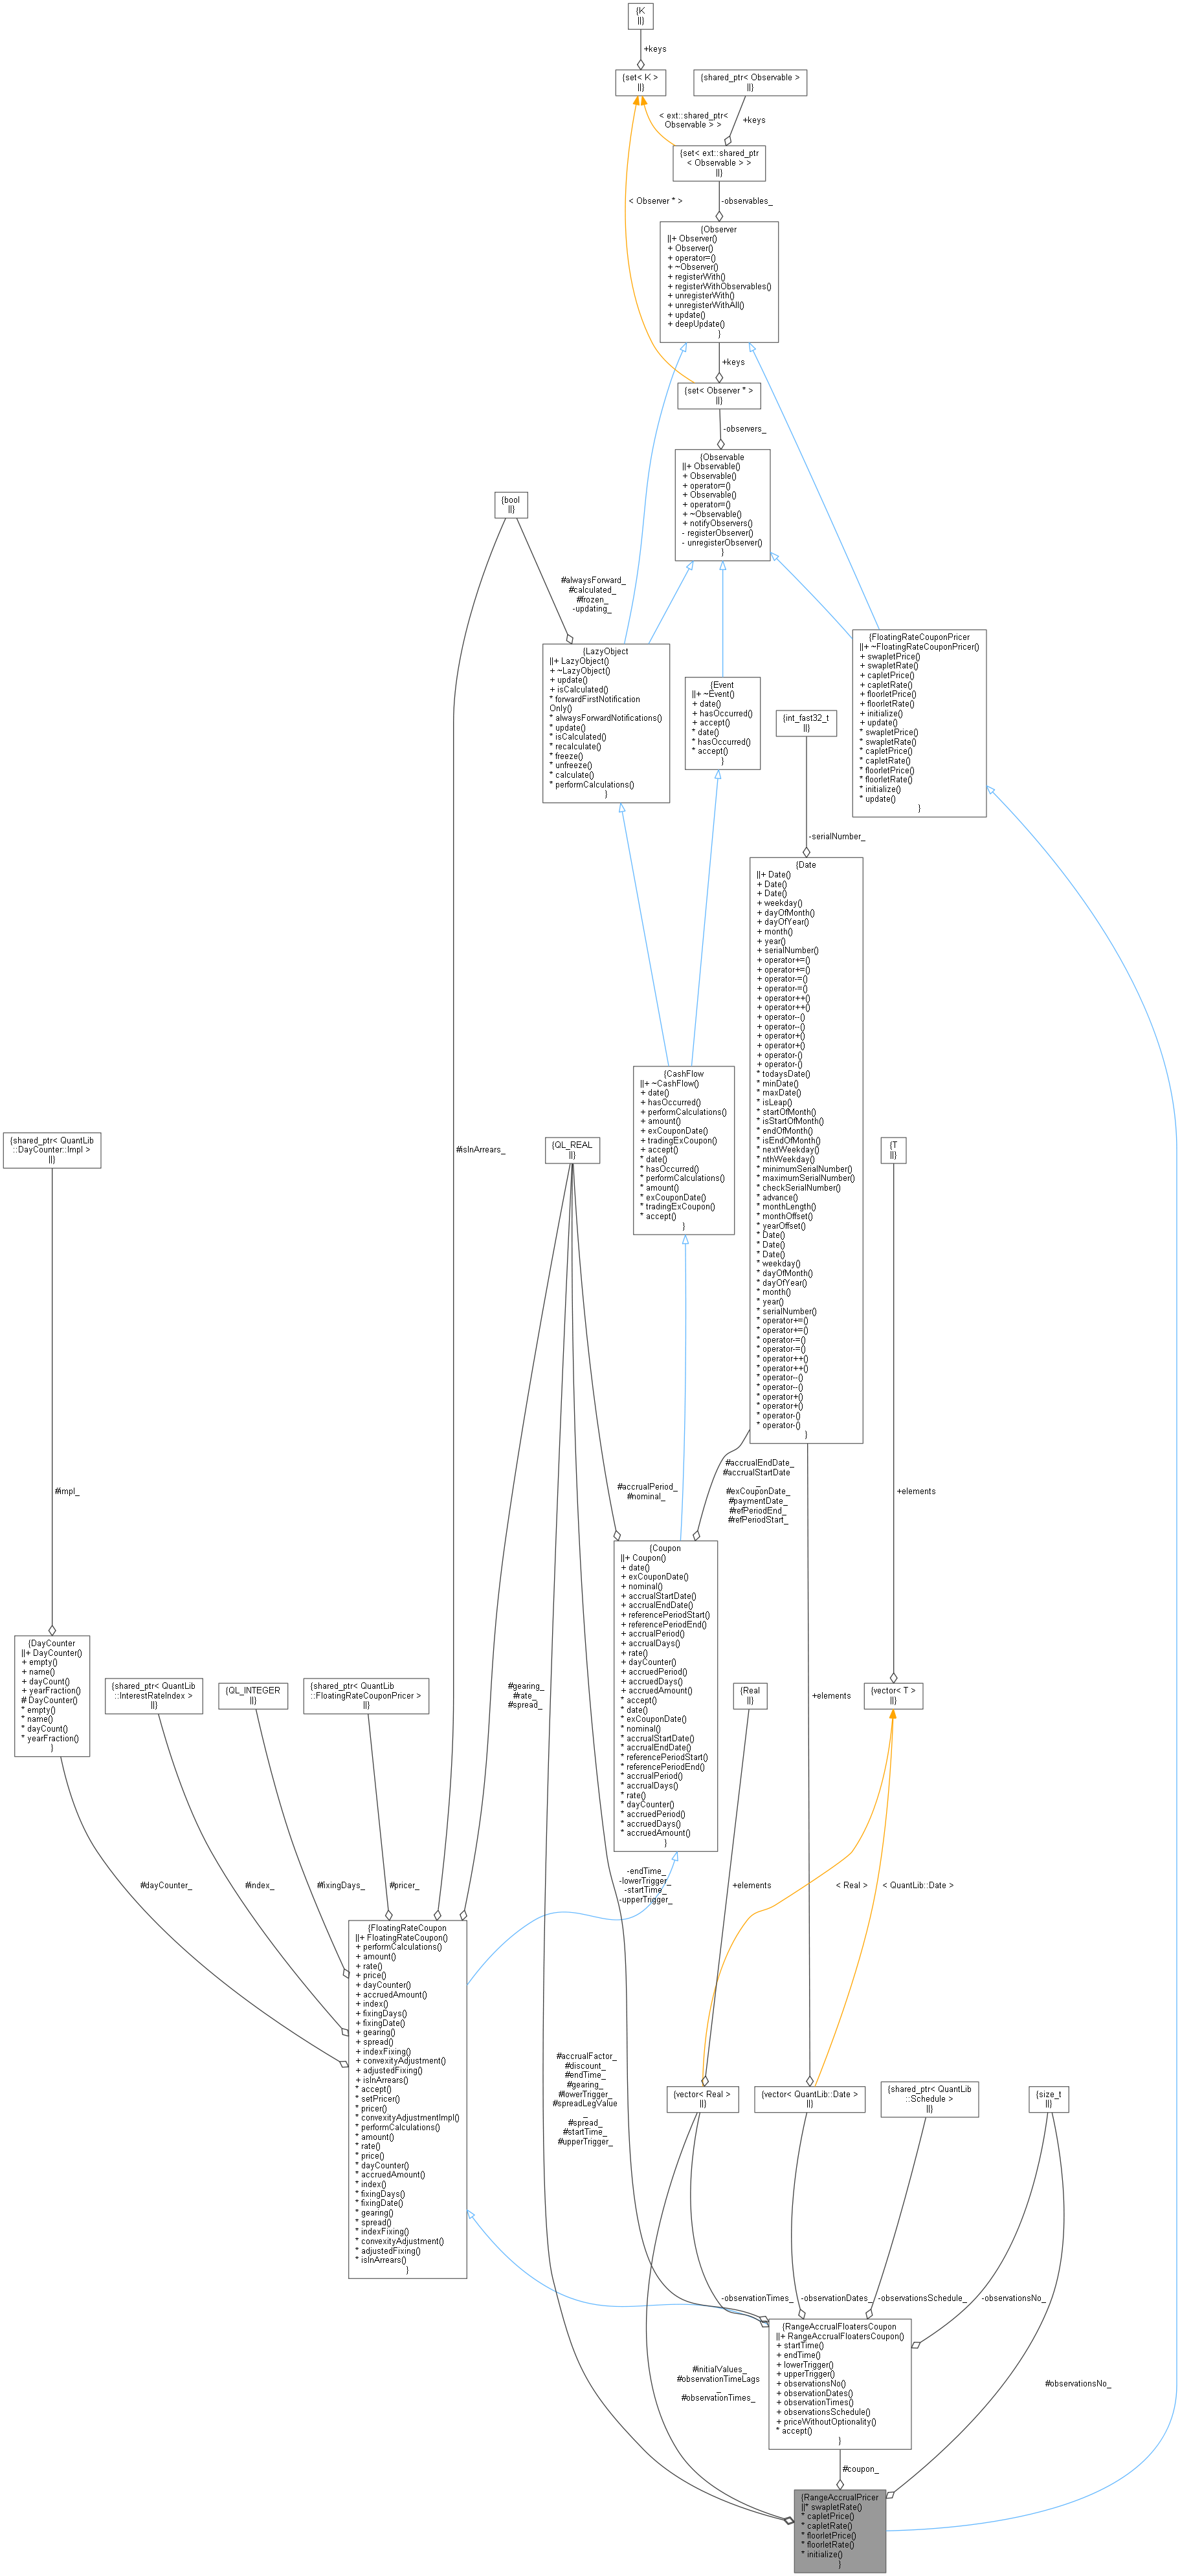 {K
||}
+keys
{set< K >
||}
{shared_ptr< Observable >
||}
< ext::shared_ptr<
Observable > >
+keys
{set< ext::shared_ptr
< Observable > >
||}
< Observer * >
-observables_
{Observer
||+ Observer()
+ Observer()
+ operator=()
+ ~Observer()
+ registerWith()
+ registerWithObservables()
+ unregisterWith()
+ unregisterWithAll()
+ update()
+ deepUpdate()
}
+keys
{set< Observer * >
||}
-observers_
{Observable
||+ Observable()
+ Observable()
+ operator=()
+ Observable()
+ operator=()
+ ~Observable()
+ notifyObservers()
- registerObserver()
- unregisterObserver()
}
{bool
||}
#alwaysForward_
#calculated_
#frozen_
-updating_
{LazyObject
||+ LazyObject()
+ ~LazyObject()
+ update()
+ isCalculated()
* forwardFirstNotification
Only()
* alwaysForwardNotifications()
* update()
* isCalculated()
* recalculate()
* freeze()
* unfreeze()
* calculate()
* performCalculations()
}
{Event
||+ ~Event()
+ date()
+ hasOccurred()
+ accept()
* date()
* hasOccurred()
* accept()
}
{FloatingRateCouponPricer
||+ ~FloatingRateCouponPricer()
+ swapletPrice()
+ swapletRate()
+ capletPrice()
+ capletRate()
+ floorletPrice()
+ floorletRate()
+ initialize()
+ update()
* swapletPrice()
* swapletRate()
* capletPrice()
* capletRate()
* floorletPrice()
* floorletRate()
* initialize()
* update()
}
{int_fast32_t
||}
-serialNumber_
{Date
||+ Date()
+ Date()
+ Date()
+ weekday()
+ dayOfMonth()
+ dayOfYear()
+ month()
+ year()
+ serialNumber()
+ operator+=()
+ operator+=()
+ operator-=()
+ operator-=()
+ operator++()
+ operator++()
+ operator--()
+ operator--()
+ operator+()
+ operator+()
+ operator-()
+ operator-()
* todaysDate()
* minDate()
* maxDate()
* isLeap()
* startOfMonth()
* isStartOfMonth()
* endOfMonth()
* isEndOfMonth()
* nextWeekday()
* nthWeekday()
* minimumSerialNumber()
* maximumSerialNumber()
* checkSerialNumber()
* advance()
* monthLength()
* monthOffset()
* yearOffset()
* Date()
* Date()
* Date()
* weekday()
* dayOfMonth()
* dayOfYear()
* month()
* year()
* serialNumber()
* operator+=()
* operator+=()
* operator-=()
* operator-=()
* operator++()
* operator++()
* operator--()
* operator--()
* operator+()
* operator+()
* operator-()
* operator-()
}
{CashFlow
||+ ~CashFlow()
+ date()
+ hasOccurred()
+ performCalculations()
+ amount()
+ exCouponDate()
+ tradingExCoupon()
+ accept()
* date()
* hasOccurred()
* performCalculations()
* amount()
* exCouponDate()
* tradingExCoupon()
* accept()
}
{shared_ptr< QuantLib
::DayCounter::Impl >
||}
#isInArrears_
{QL_REAL
||}
{T
||}
#impl_
#accrualPeriod_
#nominal_
#accrualEndDate_
#accrualStartDate
_
#exCouponDate_
#paymentDate_
#refPeriodEnd_
#refPeriodStart_
+elements
{Coupon
||+ Coupon()
+ date()
+ exCouponDate()
+ nominal()
+ accrualStartDate()
+ accrualEndDate()
+ referencePeriodStart()
+ referencePeriodEnd()
+ accrualPeriod()
+ accrualDays()
+ rate()
+ dayCounter()
+ accruedPeriod()
+ accruedDays()
+ accruedAmount()
* accept()
* date()
* exCouponDate()
* nominal()
* accrualStartDate()
* accrualEndDate()
* referencePeriodStart()
* referencePeriodEnd()
* accrualPeriod()
* accrualDays()
* rate()
* dayCounter()
* accruedPeriod()
* accruedDays()
* accruedAmount()
}
{DayCounter
||+ DayCounter()
+ empty()
+ name()
+ dayCount()
+ yearFraction()
# DayCounter()
* empty()
* name()
* dayCount()
* yearFraction()
}
{shared_ptr< QuantLib
::InterestRateIndex >
||}
{QL_INTEGER
||}
{shared_ptr< QuantLib
::FloatingRateCouponPricer >
||}
#gearing_
#rate_
#spread_
{Real
||}
+elements
{vector< T >
||}
#dayCounter_
#index_
#fixingDays_
#pricer_
-endTime_
-lowerTrigger_
-startTime_
-upperTrigger_
+elements
< Real >
< QuantLib::Date >
{FloatingRateCoupon
||+ FloatingRateCoupon()
+ performCalculations()
+ amount()
+ rate()
+ price()
+ dayCounter()
+ accruedAmount()
+ index()
+ fixingDays()
+ fixingDate()
+ gearing()
+ spread()
+ indexFixing()
+ convexityAdjustment()
+ adjustedFixing()
+ isInArrears()
* accept()
* setPricer()
* pricer()
* convexityAdjustmentImpl()
* performCalculations()
* amount()
* rate()
* price()
* dayCounter()
* accruedAmount()
* index()
* fixingDays()
* fixingDate()
* gearing()
* spread()
* indexFixing()
* convexityAdjustment()
* adjustedFixing()
* isInArrears()
}
#accrualFactor_
#discount_
#endTime_
#gearing_
#lowerTrigger_
#spreadLegValue
_
#spread_
#startTime_
#upperTrigger_
{vector< Real >
||}
{vector< QuantLib::Date >
||}
{shared_ptr< QuantLib
::Schedule >
||}
{size_t
||}
-observationTimes_
-observationDates_
-observationsSchedule_
-observationsNo_
{RangeAccrualFloatersCoupon
||+ RangeAccrualFloatersCoupon()
+ startTime()
+ endTime()
+ lowerTrigger()
+ upperTrigger()
+ observationsNo()
+ observationDates()
+ observationTimes()
+ observationsSchedule()
+ priceWithoutOptionality()
* accept()
}
#initialValues_
#observationTimeLags
_
#observationTimes_
#observationsNo_
#coupon_
{RangeAccrualPricer
||* swapletRate()
* capletPrice()
* capletRate()
* floorletPrice()
* floorletRate()
* initialize()
}